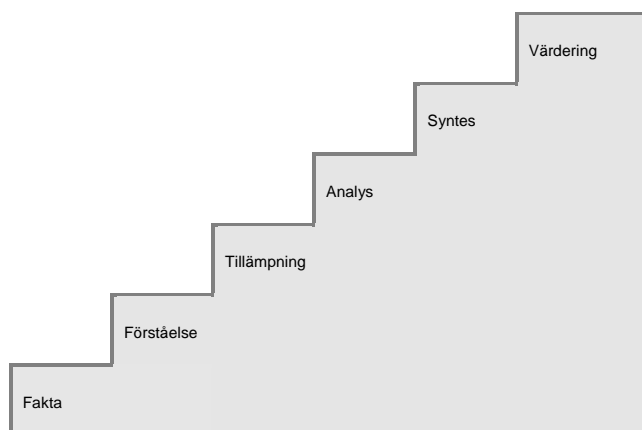 Värdering
Syntes
Analys
Tillämpning
Förståelse
Fakta